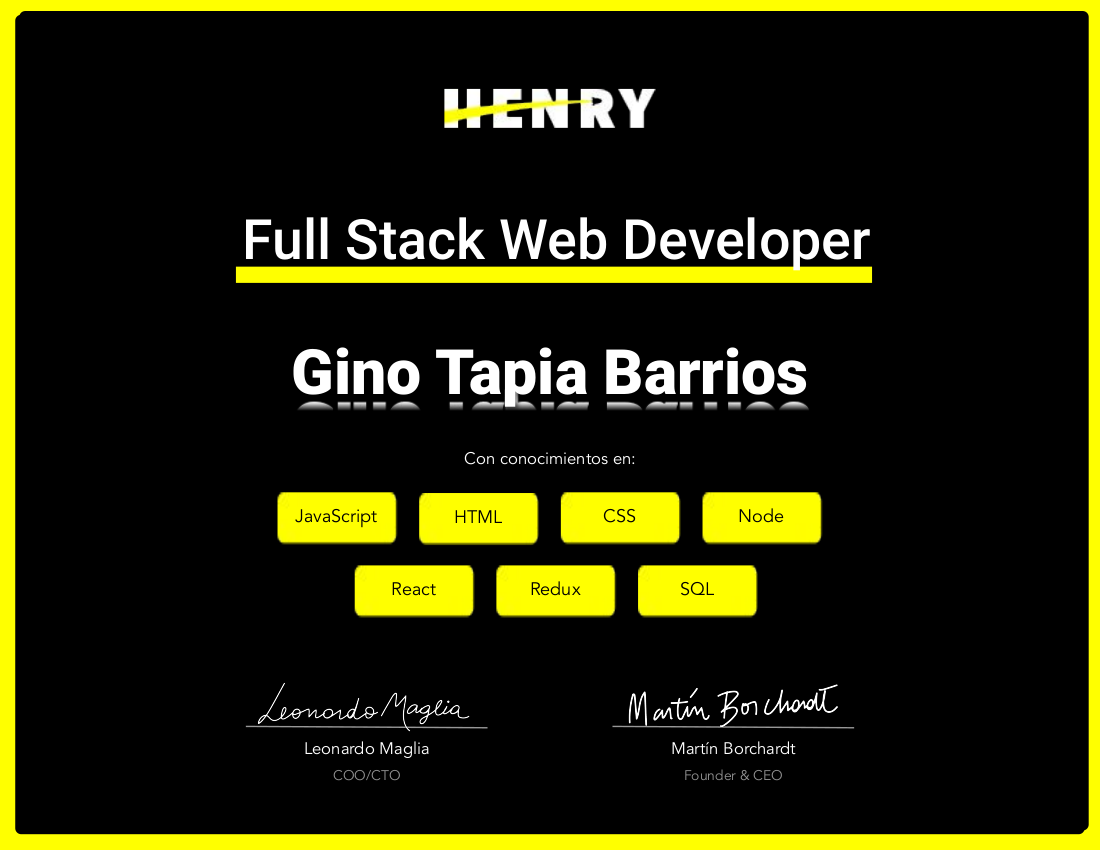 HENRY
Full Stack Web Developer
Gino Tapia Barrios
Con conocimientos en:
JavaScript HTML CSS Node
React Redux SQL
Leonardo Maglia Martín Borchardt
Leonardo Maglia Martín Borchardt
COO/CTO Founder & CEO